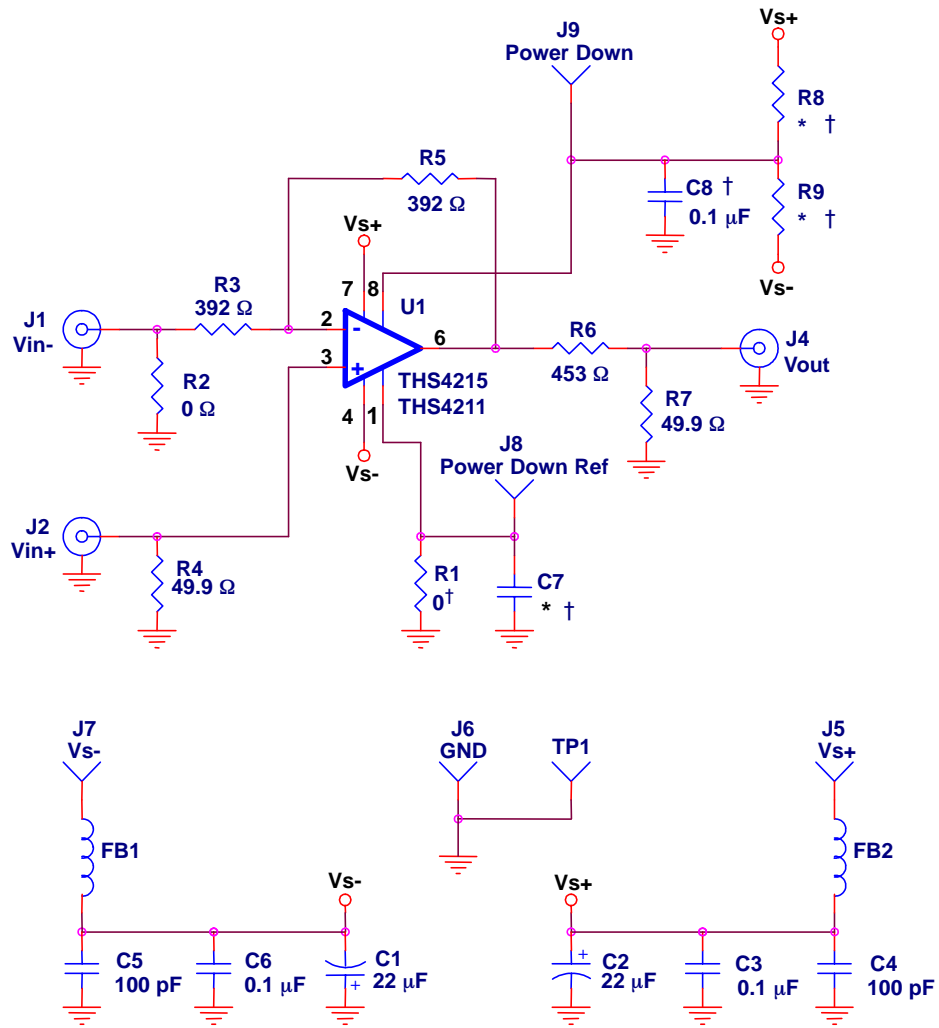 Vs+
J9
Power Down
R8
* †
R5
392 Ω
C8 †
0.1 µF
R9
* †
Vs+
Vs-
7
8
U1
R3
392 Ω
J1
Vin-
2
-
6
R6
453 Ω
J4
Vout
3
+
R2
0 Ω
THS4215
THS4211
R7
49.9 Ω
4
1
Vs-
J8
Power Down Ref
J2
Vin+
R4
49.9 Ω
R1
0†
C7
* †
J7
Vs-
J6
GND
TP1
J5
Vs+
FB1
FB2
Vs-
Vs+
C5
100 pF
C6
0.1 µF
C1
22 µF
+
+
C2
22 µF
C3
0.1 µF
C4
100 pF